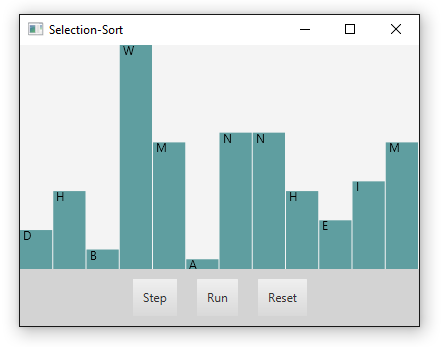 Selection-Sort
D H B W M A N N H E I M
Step Run Reset